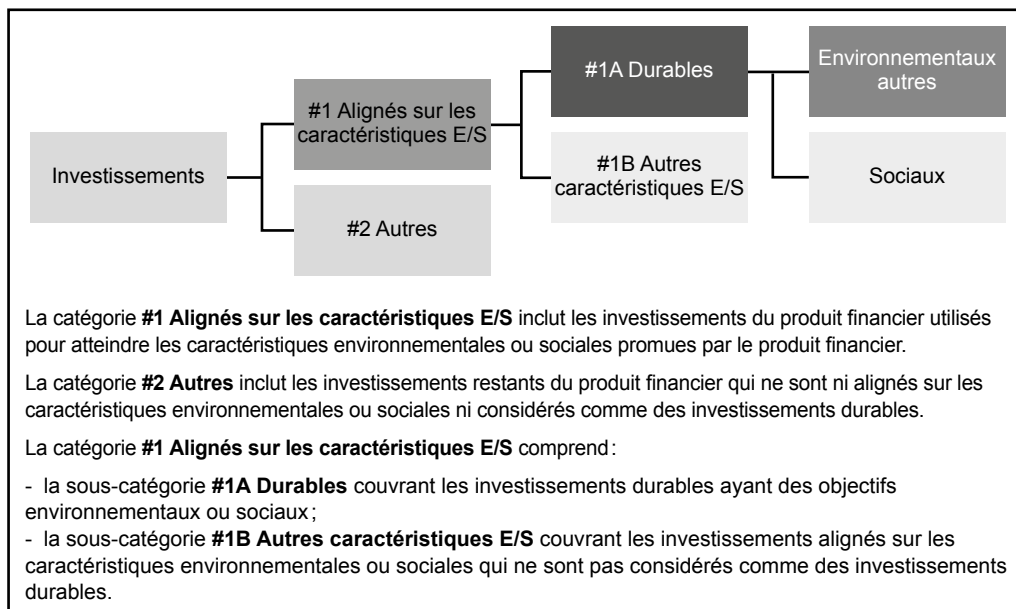 Investissements
#1 Alignés sur les
caractéristiques E/S
#2 Autres
#1A Durables
#1B Autres
caractéristiques E/S
Environnementaux
autres
Sociaux
La catégorie #1 Alignés sur les caractéristiques E/S inclut les investissements du produit financier utilisés
pour atteindre les caractéristiques environnementales ou sociales promues par le produit financier.
La catégorie #2 Autres inclut les investissements restants du produit financier qui ne sont ni alignés sur les
caractéristiques environnementales ou sociales ni considérés comme des investissements durables.
La catégorie #1 Alignés sur les caractéristiques E/S comprend :
- la sous-catégorie #1A Durables couvrant les investissements durables ayant des objectifs
environnementaux ou sociaux ;
- la sous-catégorie #1B Autres caractéristiques E/S couvrant les investissements alignés sur les
caractéristiques environnementales ou sociales qui ne sont pas considérés comme des investissements
durables.